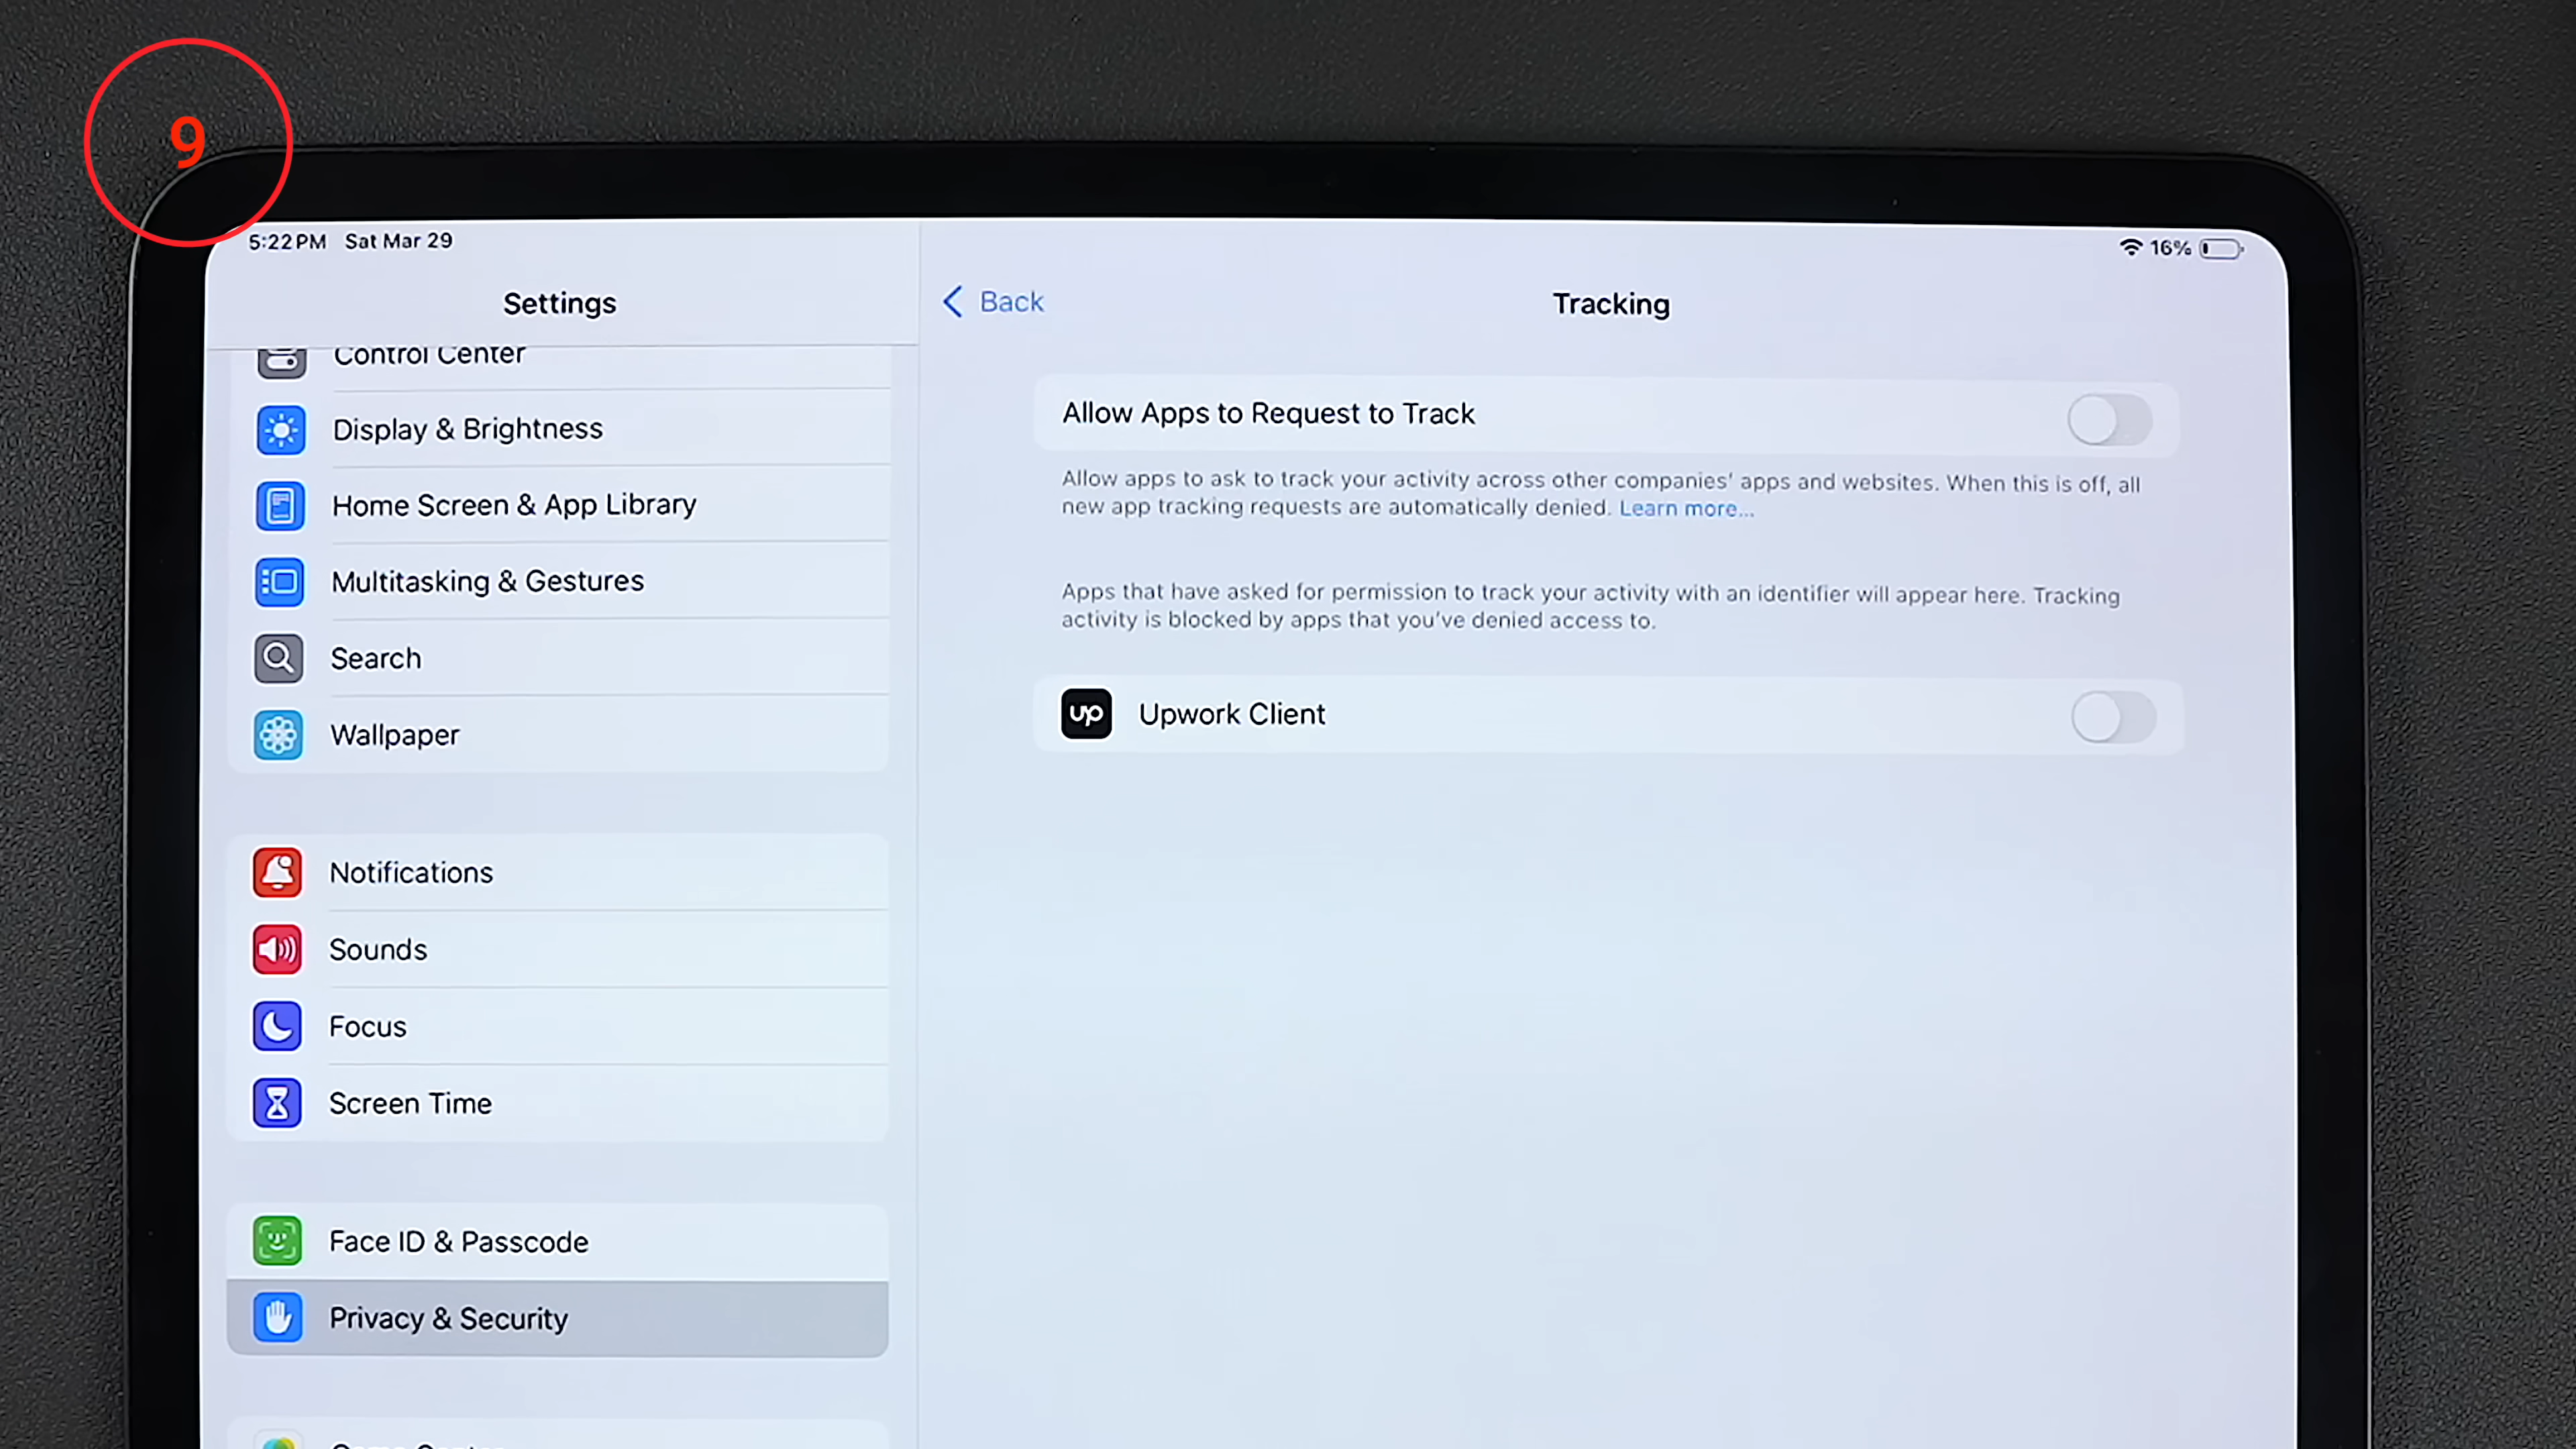 9
5:22 PM Sat Mar 29
16%
Settings
Control Center
Display & Brightness
Home Screen & App Library
Multitasking & Gestures
Search
Wallpaper
Notifications
Sounds
Focus
Screen Time
Face ID & Passcode
Privacy & Security
Game Center
Back
Tracking
Allow Apps to Request to Track
Allow apps to ask to track your activity across other companies' apps and websites. When this is off, all
new app tracking requests are automatically denied. Learn more...
Apps that have asked for permission to track your activity with an identifier will appear here. Tracking
activity is blocked by apps that you've denied access to.
up Upwork Client